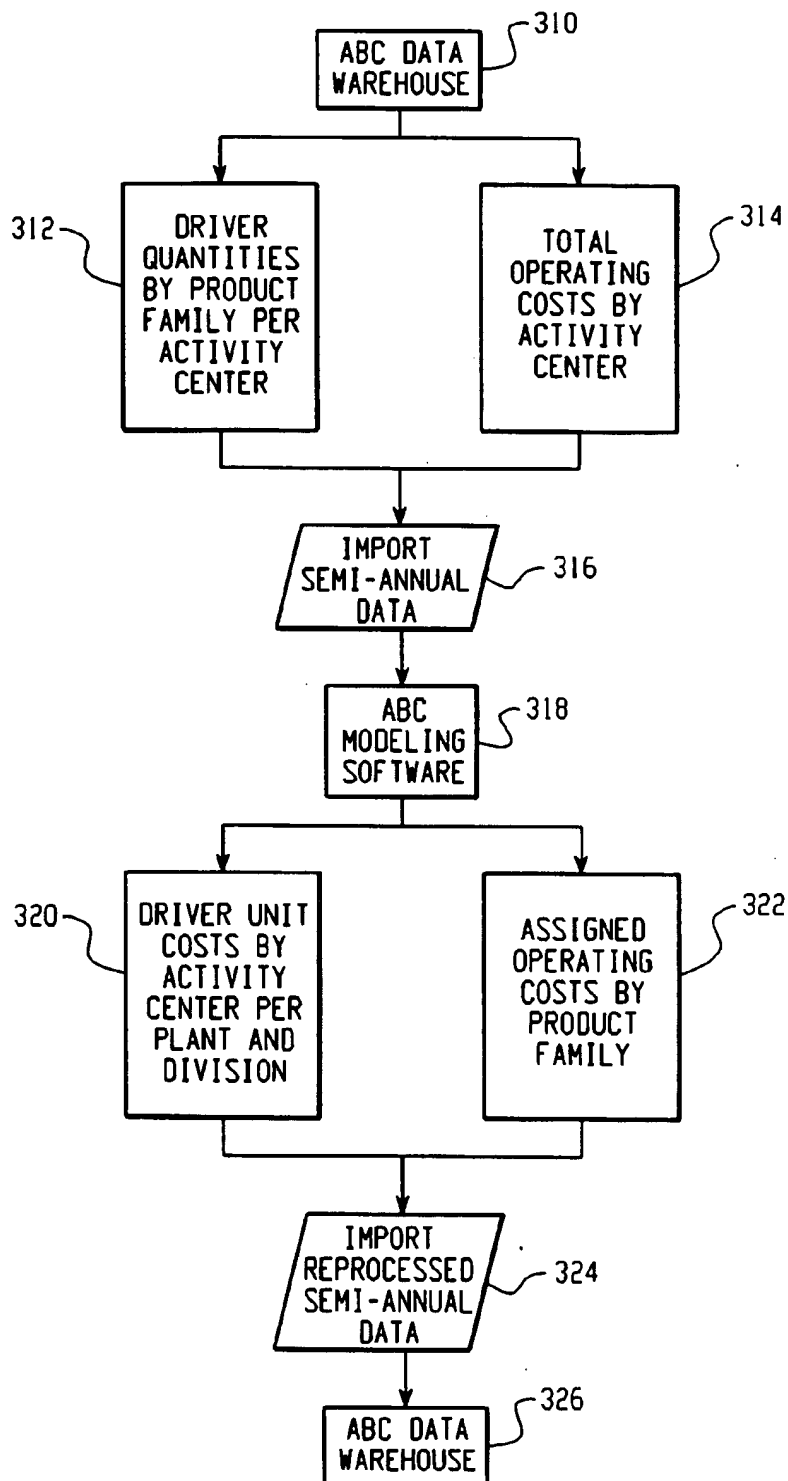 310
ABC DATA
WAREHOUSE
312
DRIVER
QUANTITIES
BY PRODUCT
FAMILY PER
ACTIVITY
CENTER
314
TOTAL
OPERATING
COSTS BY
ACTIVITY
CENTER
IMPORT
SEMI-ANNUAL
DATA
316
ABC
MODELING
SOFTWARE
318
320
DRIVER UNIT
COSTS BY
ACTIVITY
CENTER PER
PLANT AND
DIVISION
322
ASSIGNED
OPERATING
COSTS BY
PRODUCT
FAMILY
IMPORT
REPROCESSED
SEMI-ANNUAL
DATA
324
326
ABC DATA
WAREHOUSE